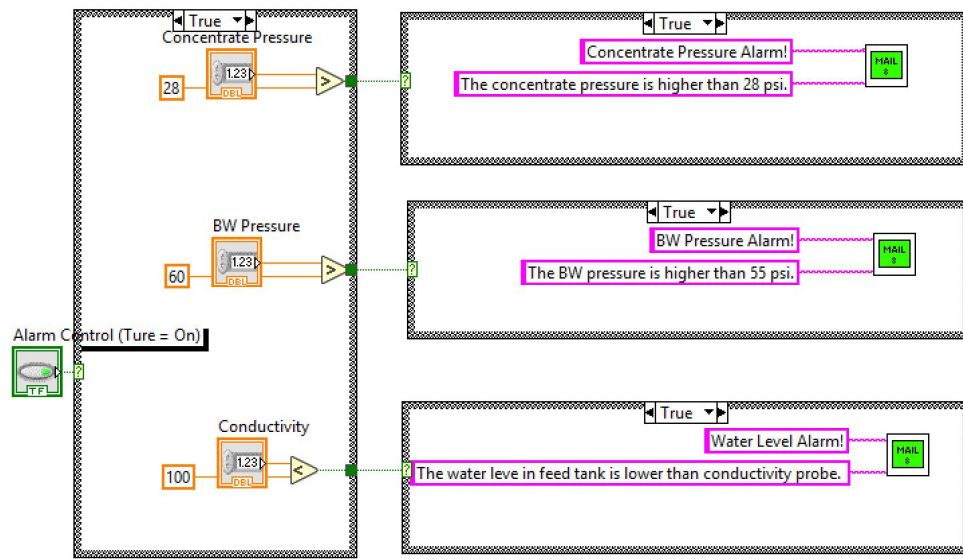 True
Concentrate Pressure
1.23
DBL
28
>
?
True
Concentrate Pressure Alarm!
The concentrate pressure is higher than 28 psi.
MAIL
8
BW Pressure
1.23
DBL
60
>
?
True
BW Pressure Alarm!
The BW pressure is higher than 55 psi.
MAIL
8
Alarm Control (Ture = On)
TF
?
Conductivity
1.23
DBL
100
<
?
True
Water Level Alarm!
The water leve in feed tank is lower than conductivity probe.
MAIL
8